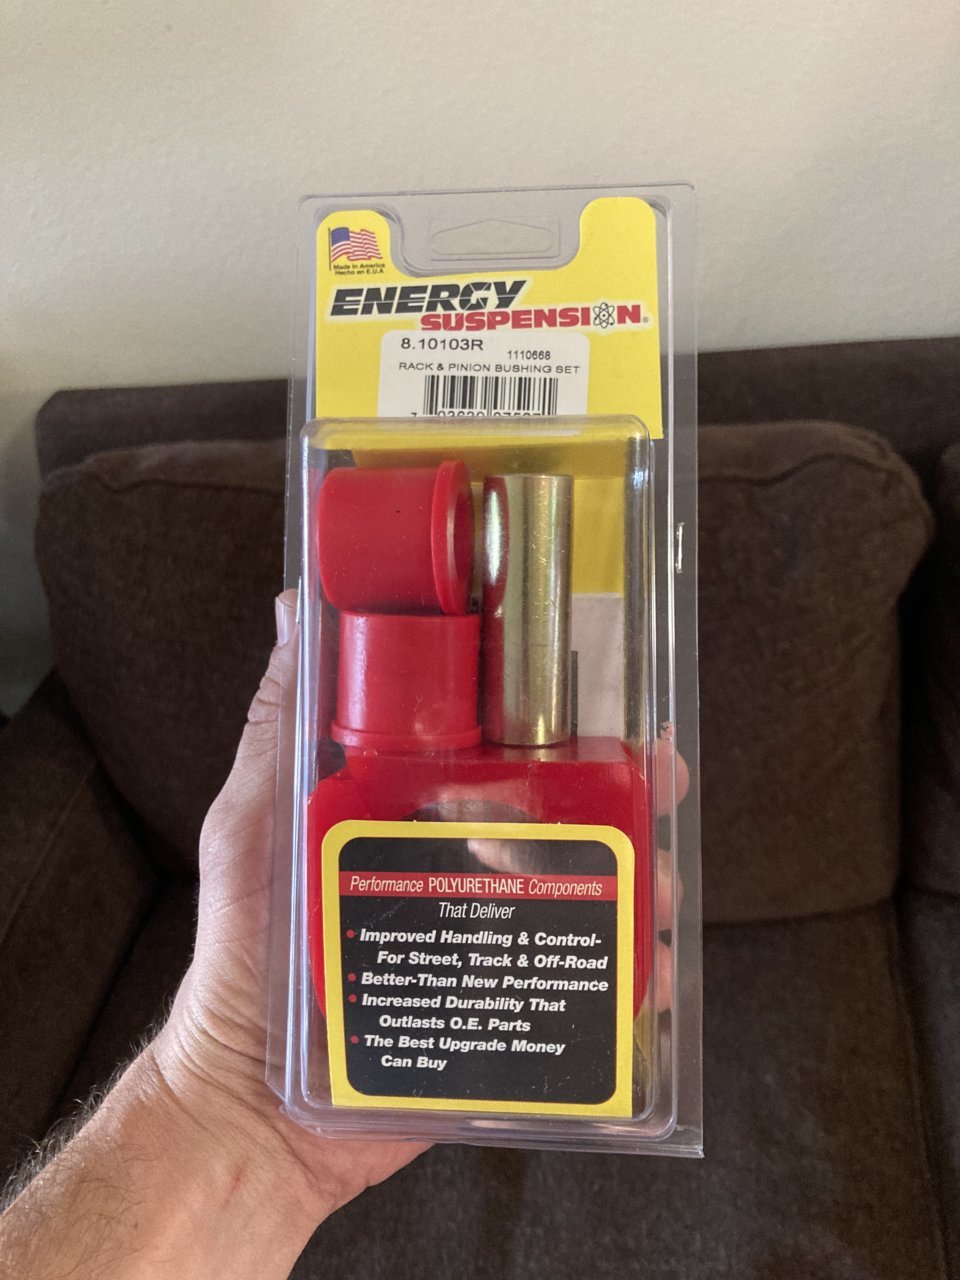 Made In America
Hecho en E.U.A
ENERGY
SUSPENSION®
8.10103R
1110668
RACK & PINION BUSHING SET
Performance POLYURETHANE Components
That Deliver
• Improved Handling & Control-
For Street, Track & Off-Road
• Better-Than New Performance
• Increased Durability That
Outlasts O.E. Parts
• The Best Upgrade Money
Can Buy